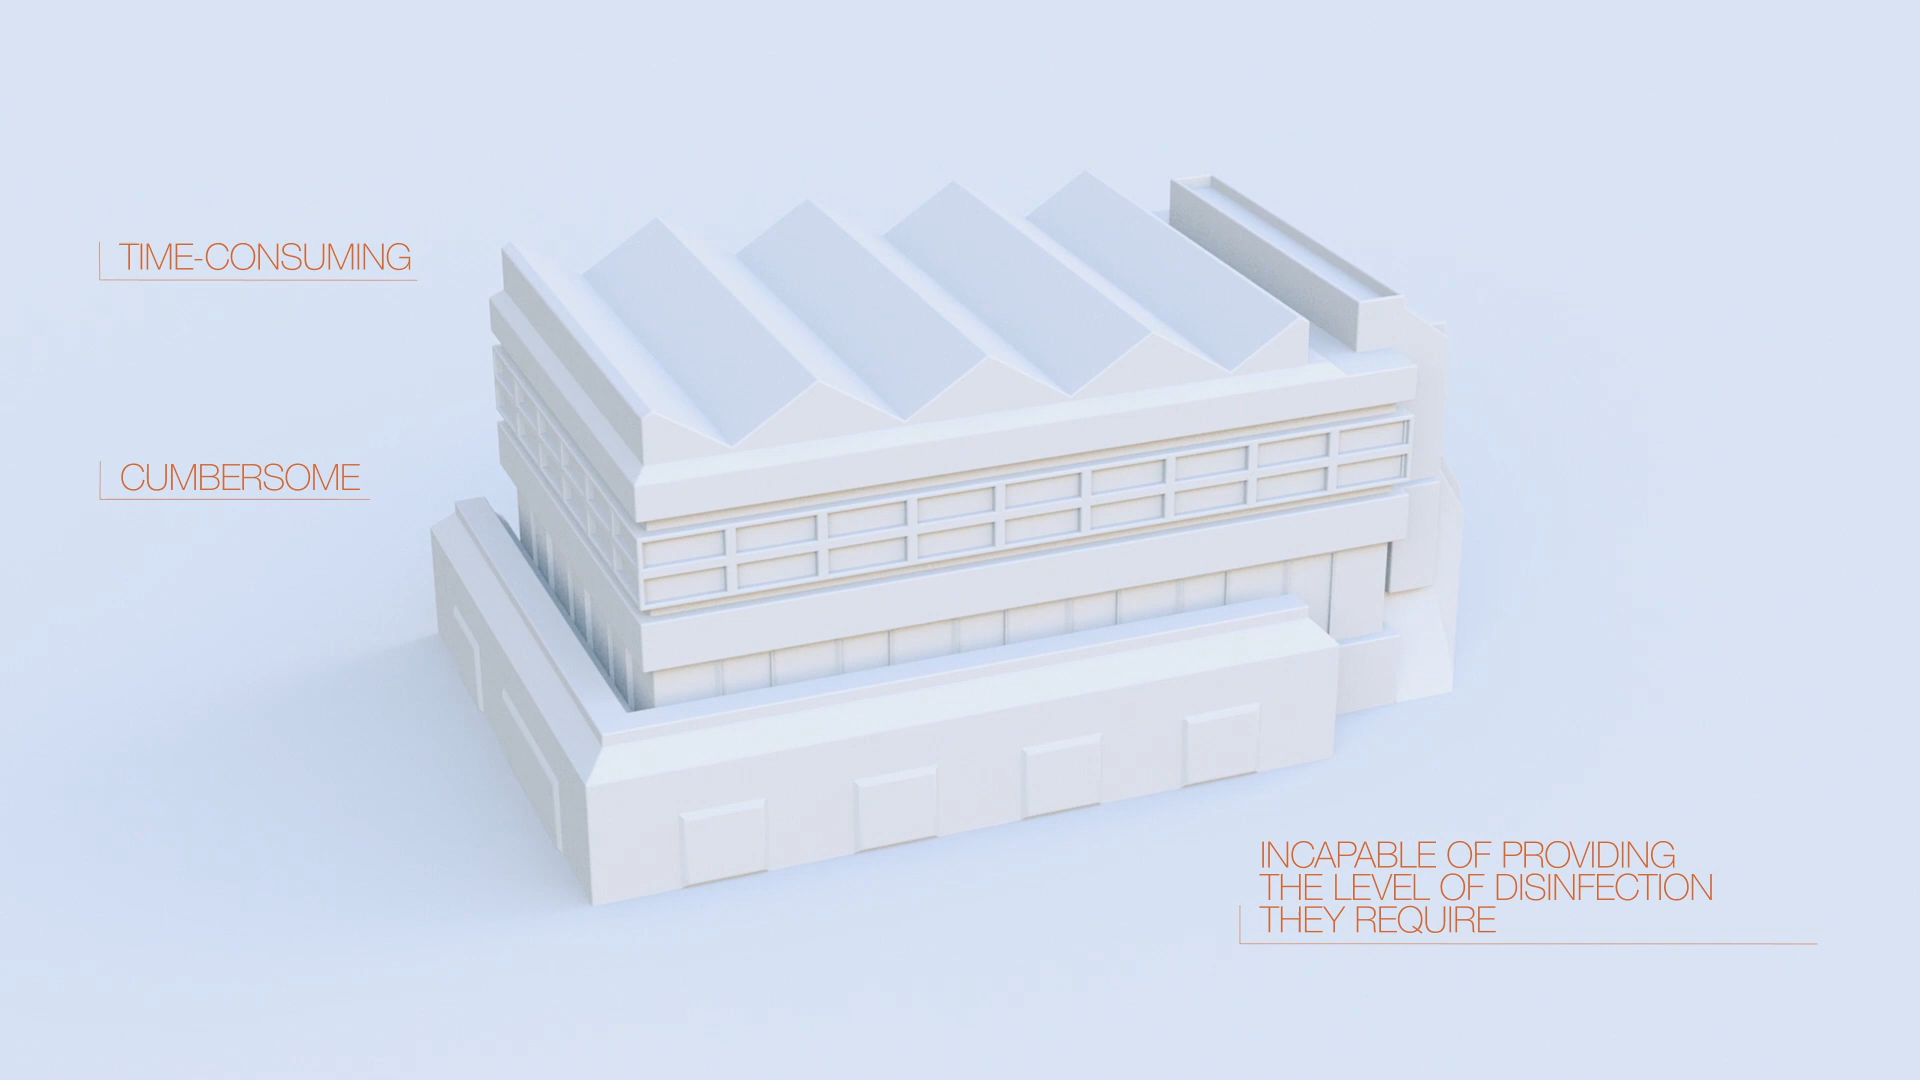 TIME-CONSUMING
CUMBERSOME
INCAPABLE OF PROVIDING
THE LEVEL OF DISINFECTION
THEY REQUIRE